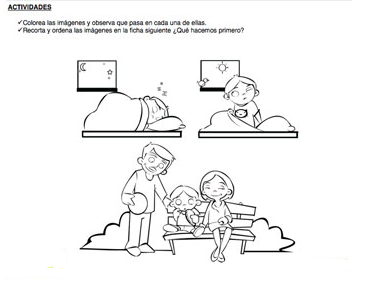 ACTIVIDADES
✓Colorea las imágenes y observa que pasa en cada una de ellas.
✓Recorta y ordena las imágenes en la ficha siguiente ¿Qué hacemos primero?